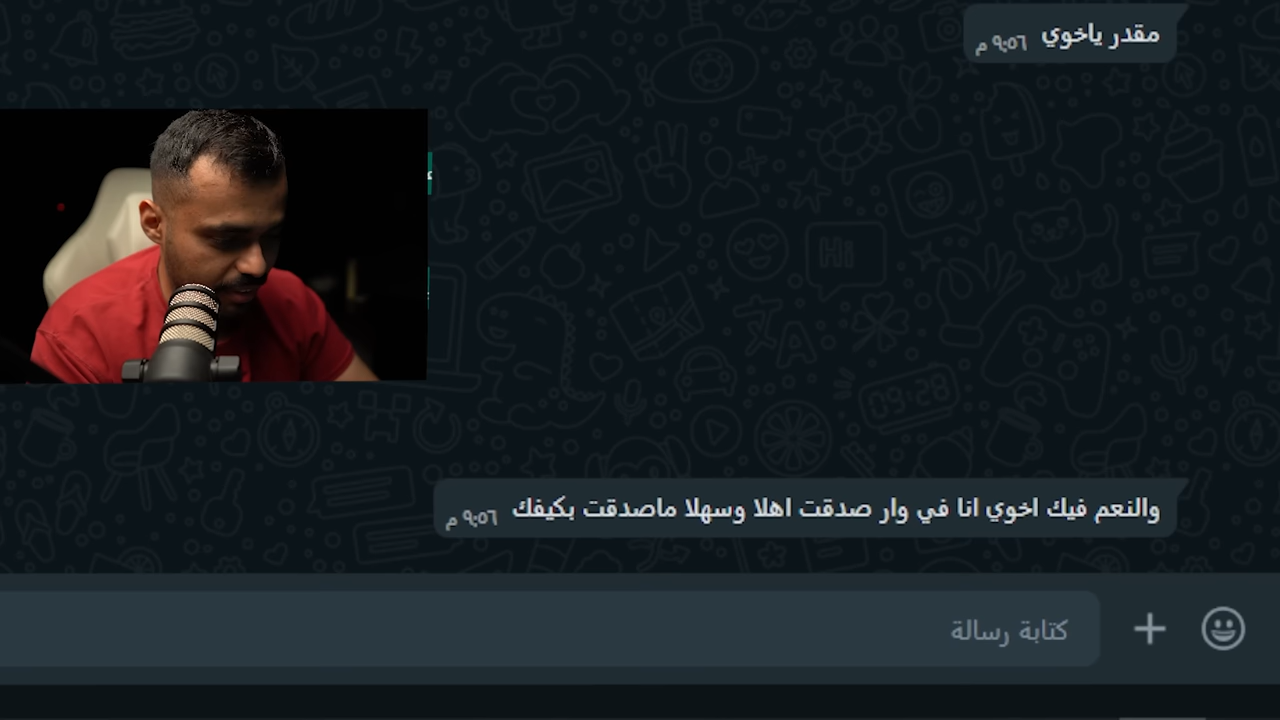 مقدر ياخوي ٩:٥٦ م
والنعم فيك اخوي انا في وار صدقت اهلا وسهلا ماصدقت بكيفك ٩:٥٦ م
كتابة رسالة